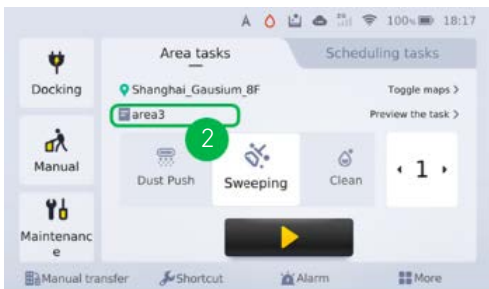 A 5G 100% 18:17
Area tasks
Scheduling tasks
Docking
Shanghai_Gausium_8F
Toggle maps >
area3
Preview the task >
2
Manual
Dust Push
Sweeping
Clean
1
Maintenanc
e
Manual transfer
Shortcut
Alarm
More